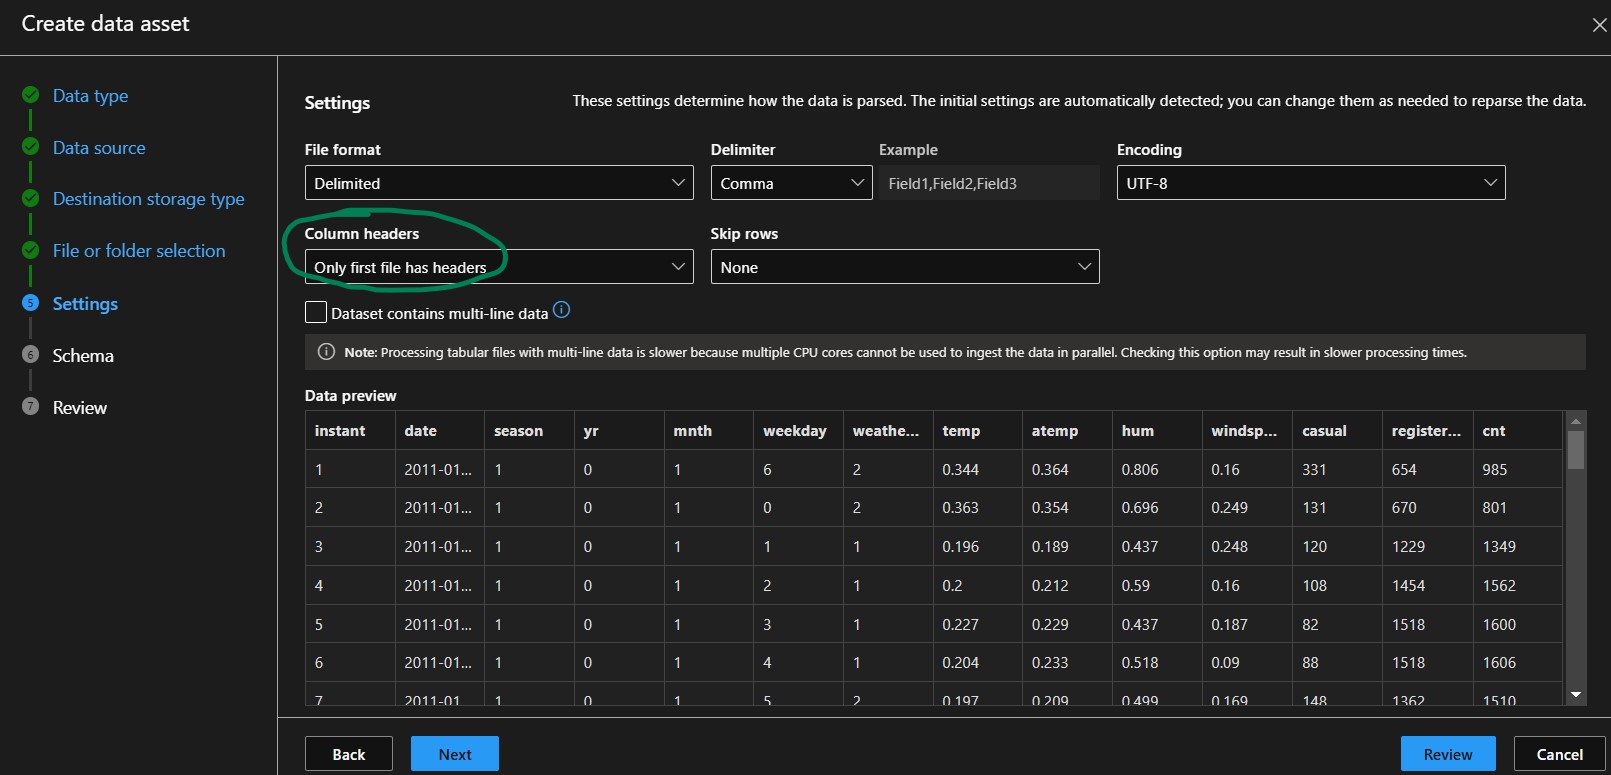 Create data asset
Data type
Data source
Destination storage type
File or folder selection
5 Settings
6 Schema
7 Review
Settings
These settings determine how the data is parsed. The initial settings are automatically detected; you can change them as needed to reparse the data.
File format Delimiter Example Encoding
Delimited Comma Field1,Field2,Field3 UTF-8
Column headers Skip rows
Only first file has headers None
Dataset contains multi-line data
Note: Processing tabular files with multi-line data is slower because multiple CPU cores cannot be used to ingest the data in parallel. Checking this option may result in slower processing times.
Data preview
instant date season yr mnth weekday weathe... temp atemp hum windsp... casual register... cnt
1 2011-01... 1 0 1 6 2 0.344 0.364 0.806 0.16 331 654 985
2 2011-01... 1 0 1 0 2 0.363 0.354 0.696 0.249 131 670 801
3 2011-01... 1 0 1 1 1 0.196 0.189 0.437 0.248 120 1229 1349
4 2011-01... 1 0 1 2 1 0.2 0.212 0.59 0.16 108 1454 1562
5 2011-01... 1 0 1 3 1 0.227 0.229 0.437 0.187 82 1518 1600
6 2011-01... 1 0 1 4 1 0.204 0.233 0.518 0.09 88 1518 1606
7 2011-01... 1 0 1 5 2 0.197 0.209 0.499 0.169 148 1362 1510
Back Next Review Cancel